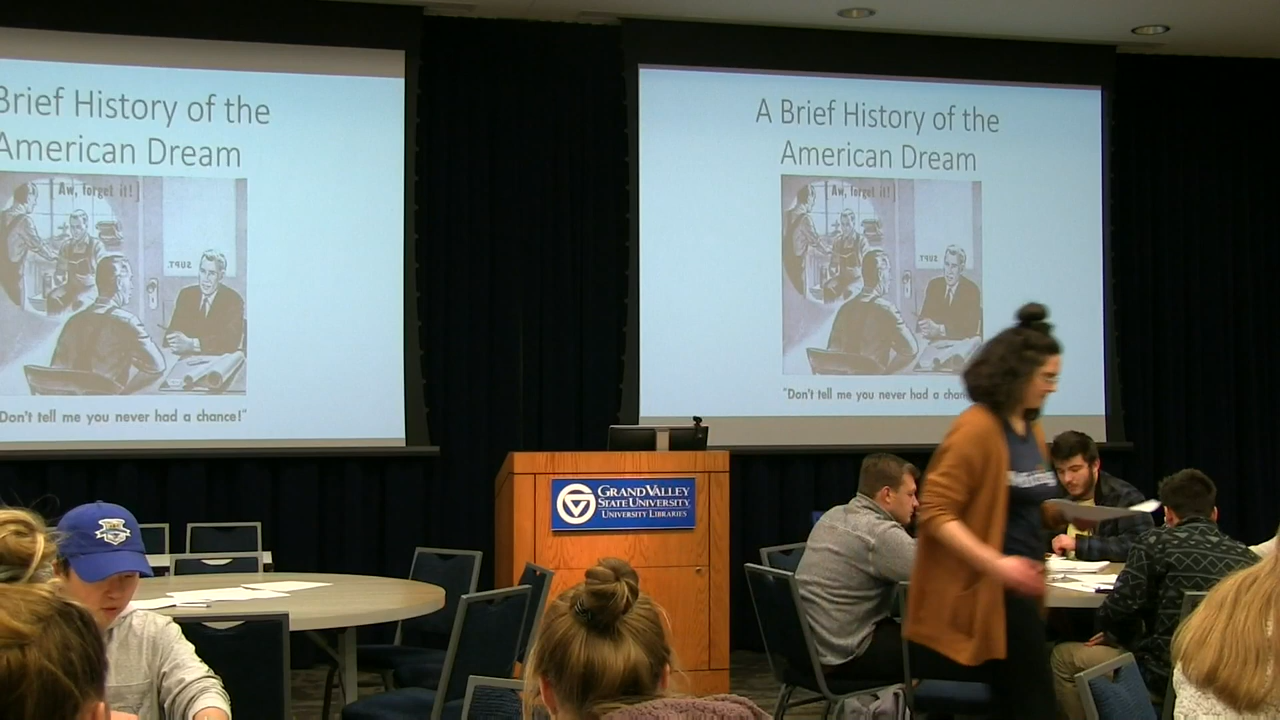 Brief History of the
American Dream
Aw, forget it!
SUPT.
Don't tell me you never had a chance!"
A Brief History of the
American Dream
Aw, forget it!
SUPT.
"Don't tell me you never had a chan
GRAND VALLEY
STATE UNIVERSITY
UNIVERSITY LIBRARIES